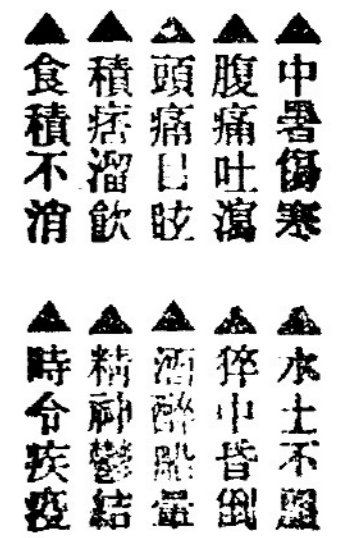 ▲中暑傷寒
▲腹痛吐瀉
▲頭痛目眩
▲積痞溜飮
▲食積不消
▲水土不服
▲猝中昏倒
▲酒醉船暈
▲精神鬱結
▲時令疾疫